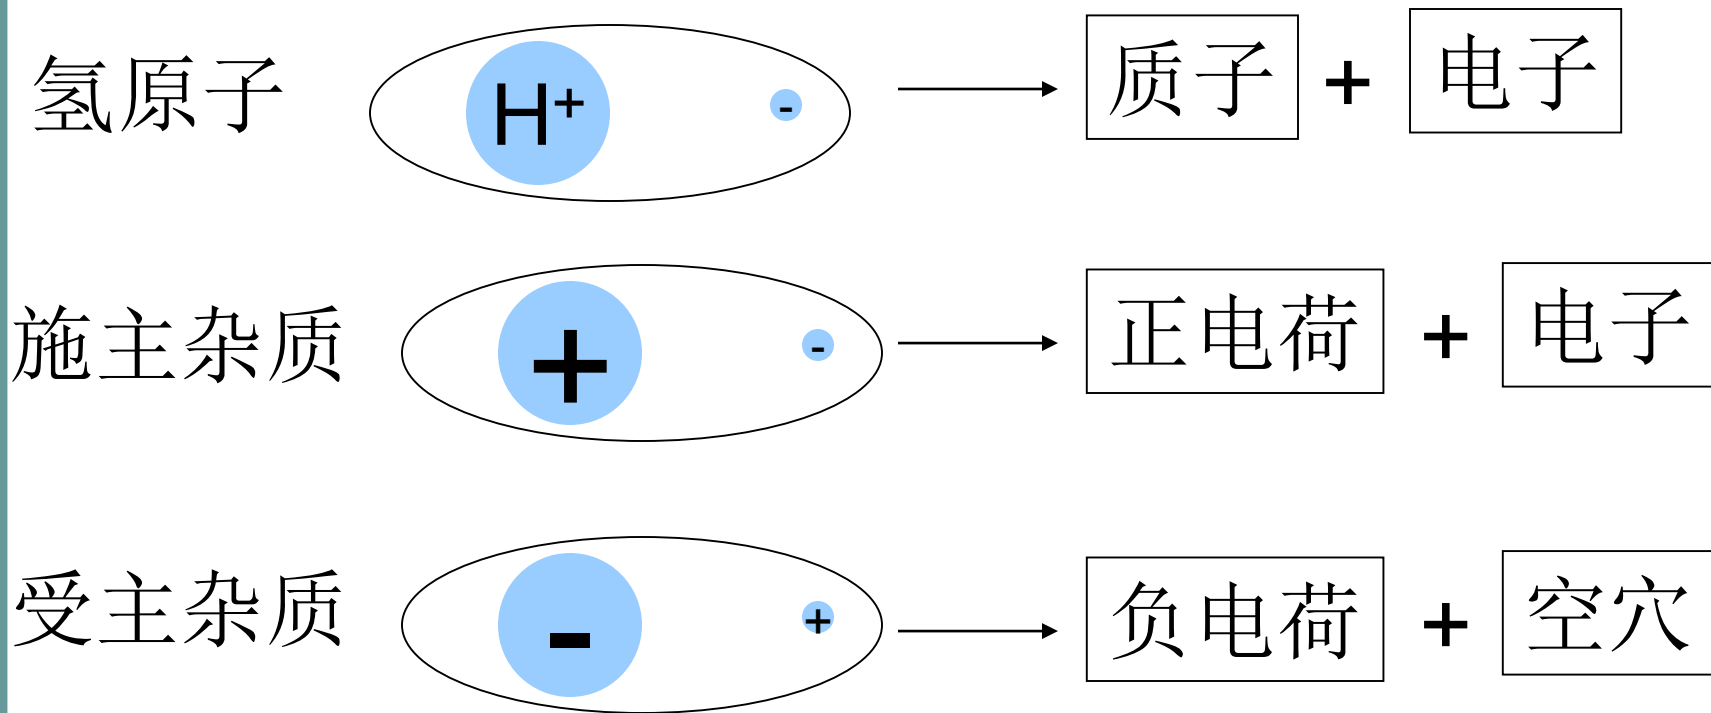 氢原子 H⁺ - 质子 + 电子
施主杂质 + - 正电荷 + 电子
受主杂质 - + 负电荷 + 空穴